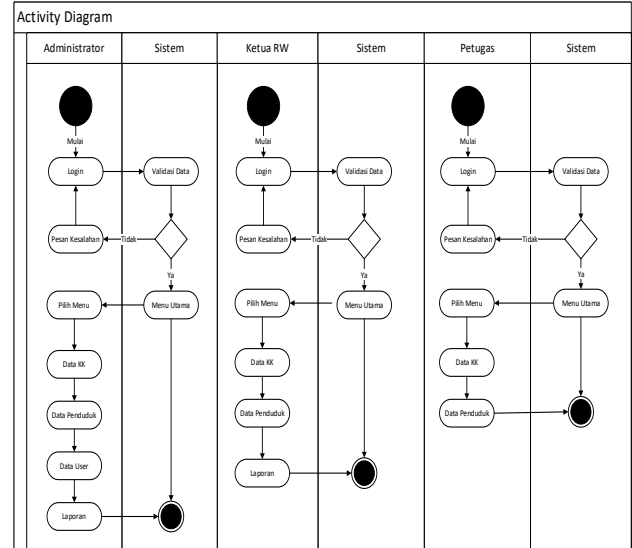 Activity Diagram
Administrator
Sistem
Ketua RW
Sistem
Petugas
Sistem
Mulai
Mulai
Mulai
Login
Validasi Data
Login
Validasi Data
Login
Validasi Data
Pesan Kesalahan
Tidak
Pesan Kesalahan
Tidak
Pesan Kesalahan
Tidak
Ya
Ya
Ya
Pilih Menu
Menu Utama
Pilih Menu
Menu Utama
Pilih Menu
Menu Utama
Data KK
Data KK
Data KK
Data Penduduk
Data Penduduk
Data Penduduk
Data User
Laporan
Laporan